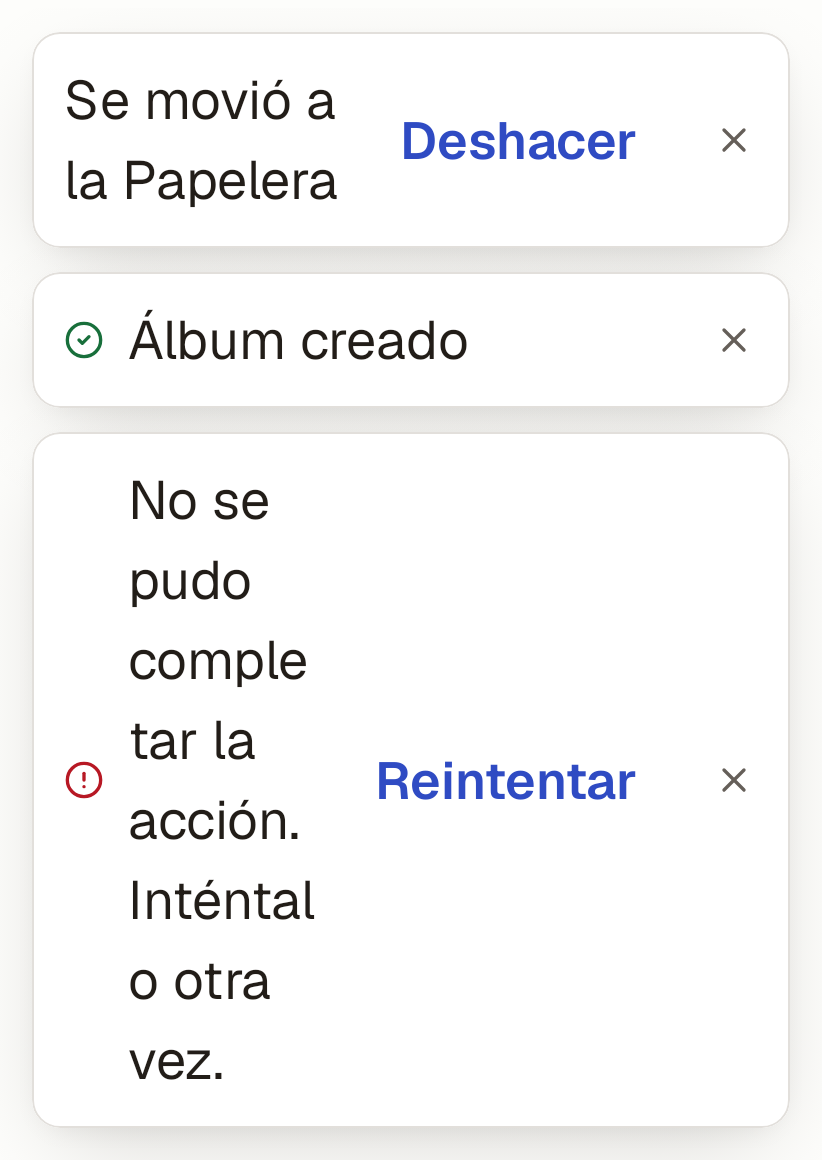 Se movió a
la Papelera
Deshacer
Álbum creado
No se
pudo
comple
tar la
acción.
Inténtal
o otra
vez.
Reintentar